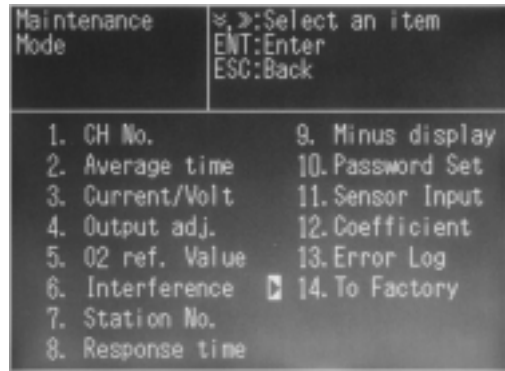 Maintenance
Mode
⩔,⪢:Select an item
ENT:Enter
ESC:Back
1. CH No.
2. Average time
3. Current/Volt
4. Output adj.
5. O2 ref. Value
6. Interference
7. Station No.
8. Response time
9. Minus display
10. Password Set
11. Sensor Input
12. Coefficient
13. Error Log
14. To Factory